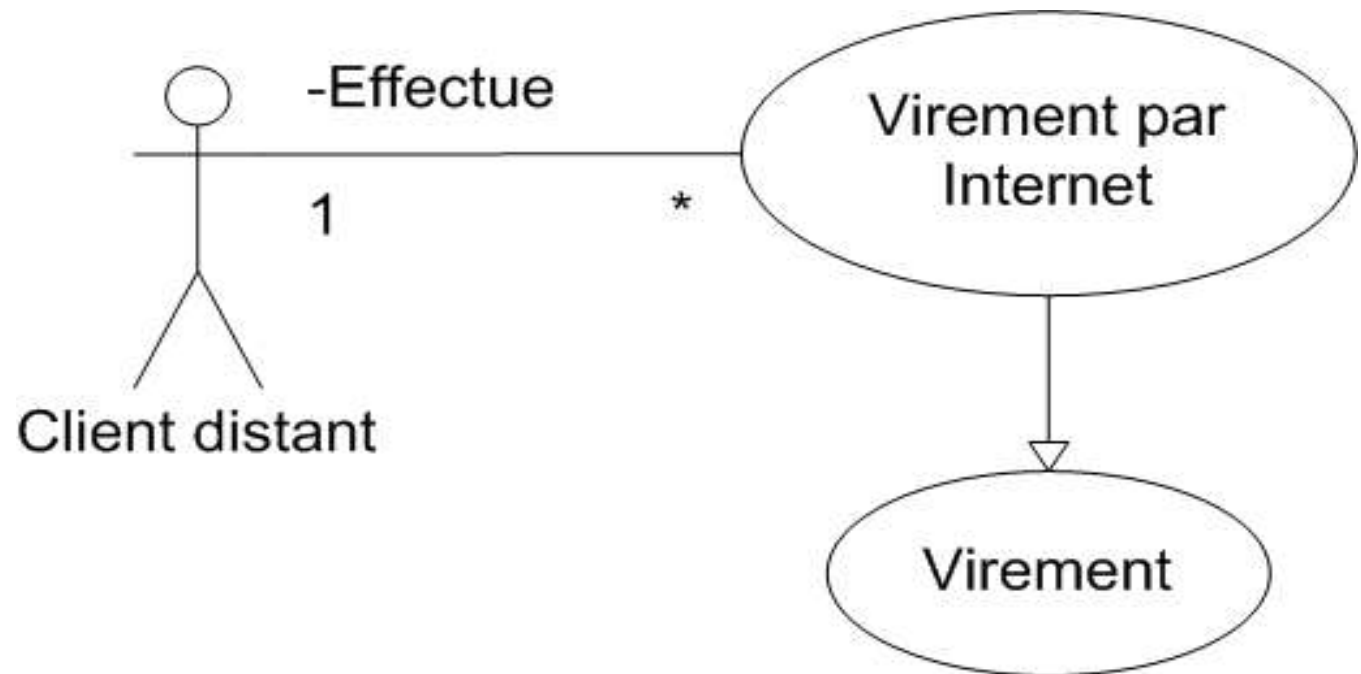 -Effectue
Virement par
Internet
1
*
Client distant
Virement